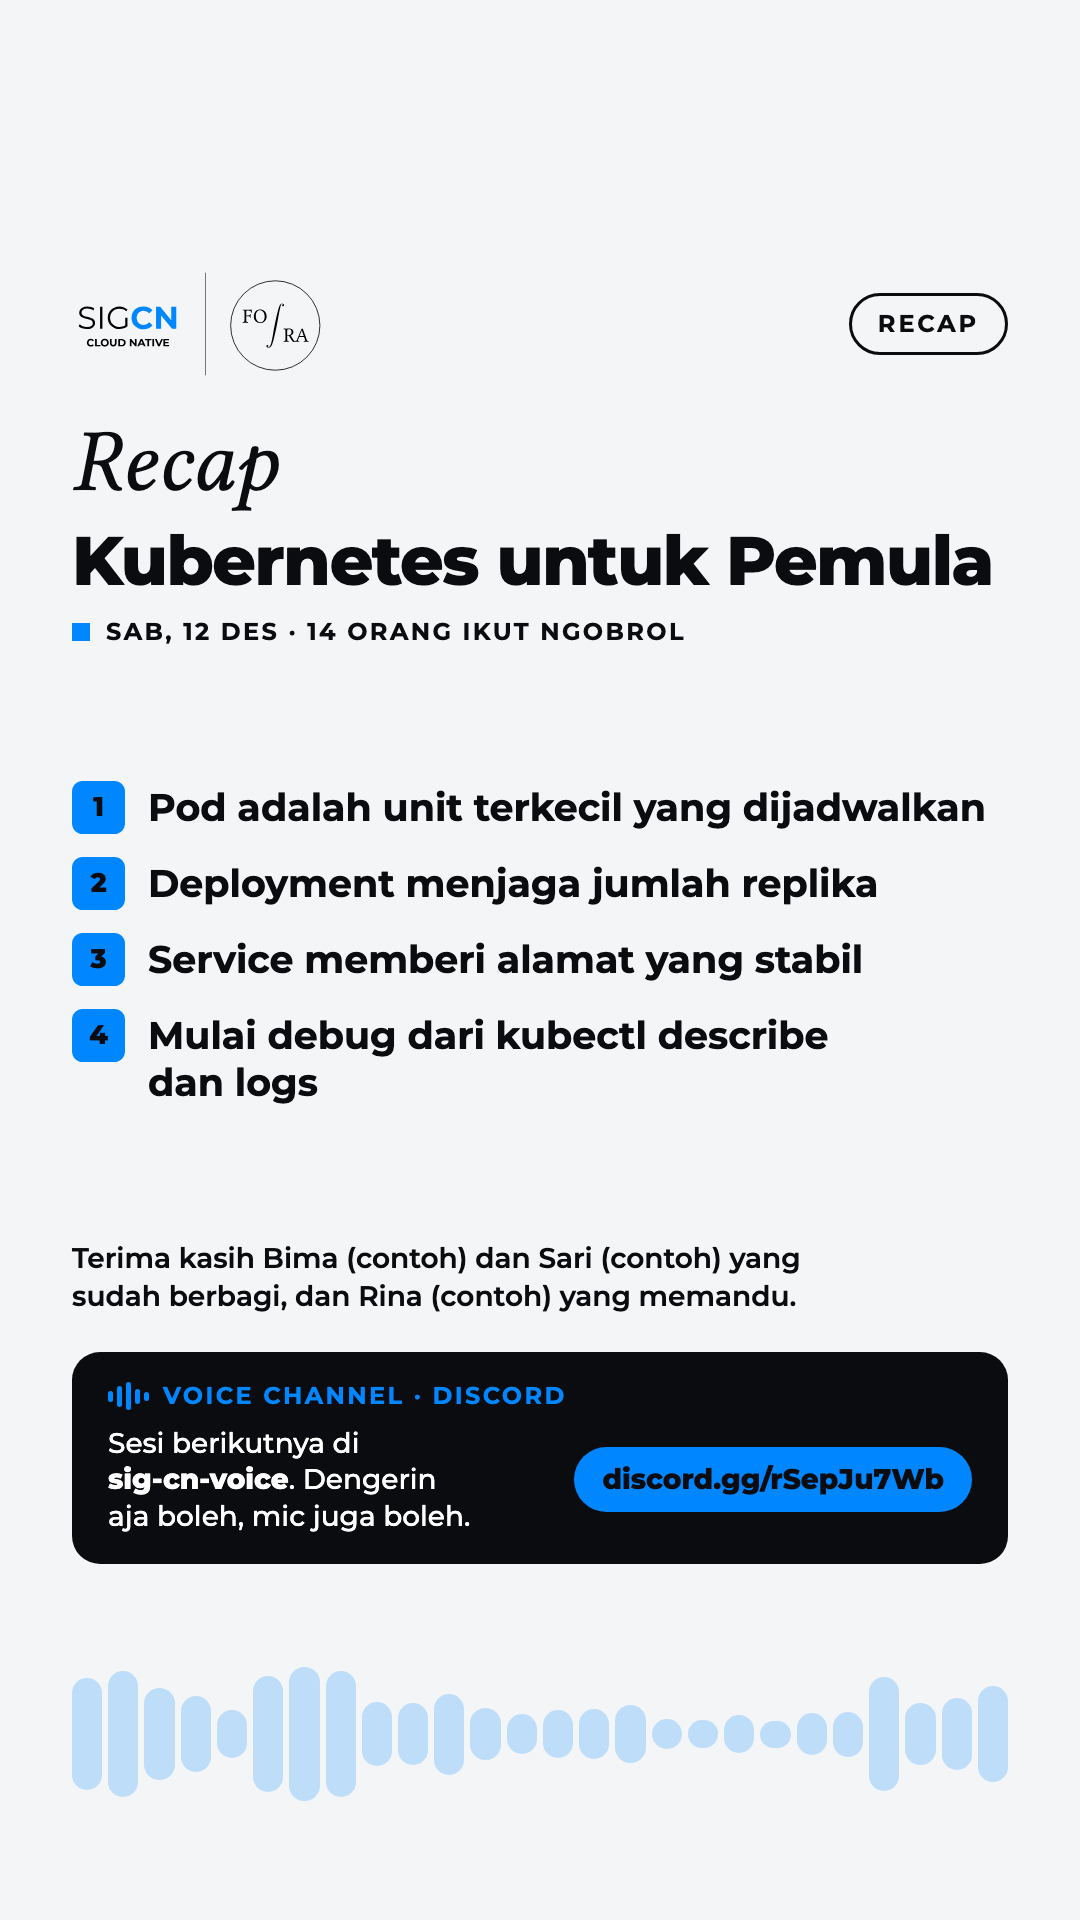 SIGCN
CLOUD NATIVE
FO
RA
RECAP
Recap
Kubernetes untuk Pemula
SAB, 12 DES · 14 ORANG IKUT NGOBROL
1 Pod adalah unit terkecil yang dijadwalkan
2 Deployment menjaga jumlah replika
3 Service memberi alamat yang stabil
4 Mulai debug dari kubectl describe
dan logs
Terima kasih Bima (contoh) dan Sari (contoh) yang
sudah berbagi, dan Rina (contoh) yang memandu.
VOICE CHANNEL · DISCORD
Sesi berikutnya di
sig-cn-voice. Dengerin
aja boleh, mic juga boleh.
discord.gg/rSepJu7Wb